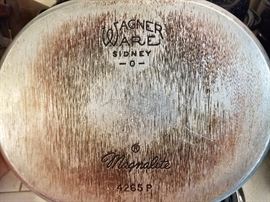 WAGNER
WARE
SIDNEY
-O-
®
Magnalite
4265 P